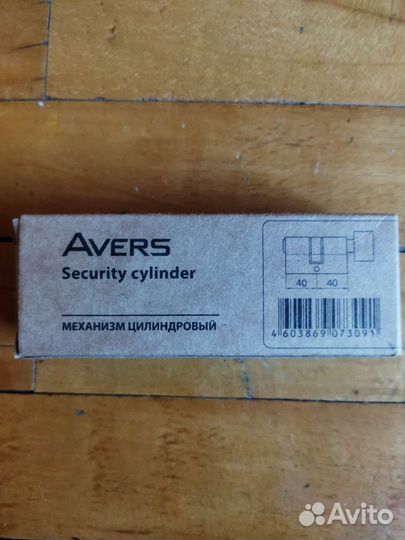 AVERS
Security cylinder
МЕХАНИЗМ ЦИЛИНДРОВЫЙ
40 40
4 603869 073091
Avito